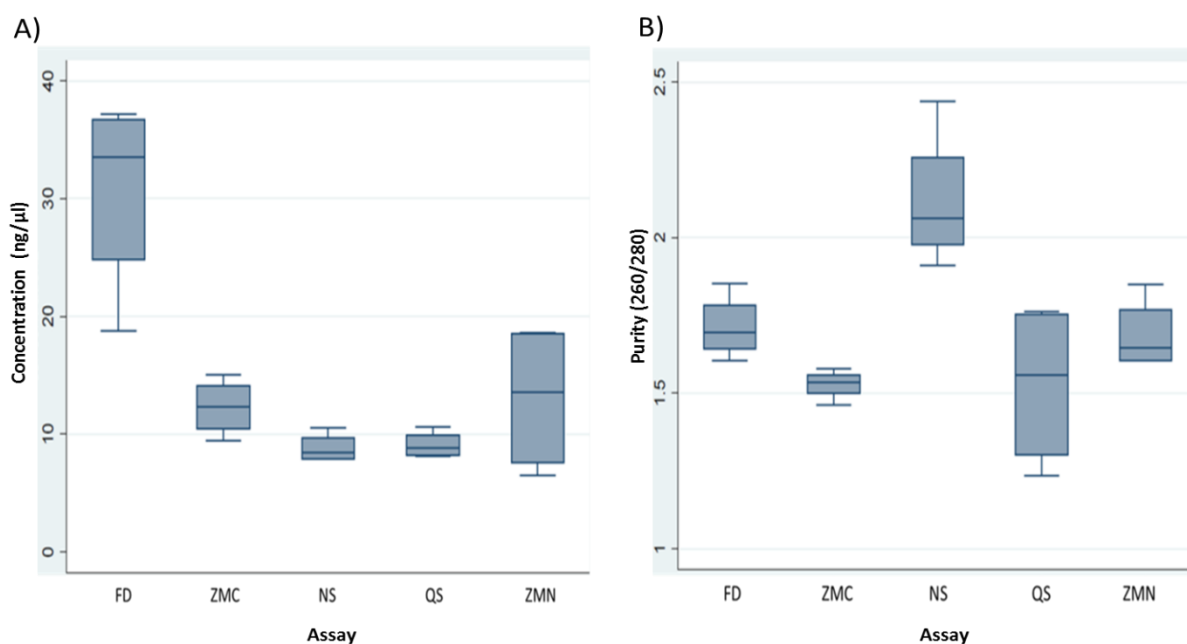 A)
B)
Concentration (ng/µl)
40
30
20
10
0
FD ZMC NS QS ZMN
Assay
Purity (260/280)
2.5
2
1.5
1
FD ZMC NS QS ZMN
Assay